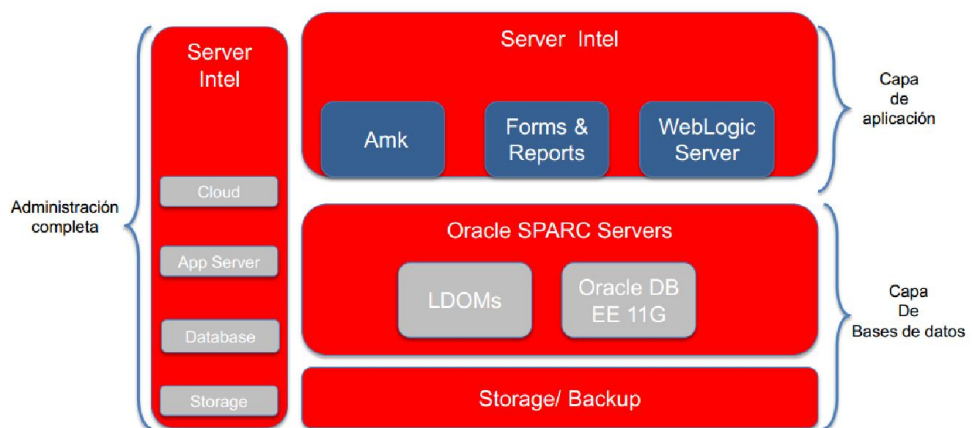 Administración
completa
Server
Intel
Cloud
App Server
Database
Storage
Server Intel
Amk
Forms &
Reports
WebLogic
Server
Oracle SPARC Servers
LDOMs
Oracle DB
EE 11G
Storage/ Backup
Capa
de
aplicación
Capa
De
Bases de datos